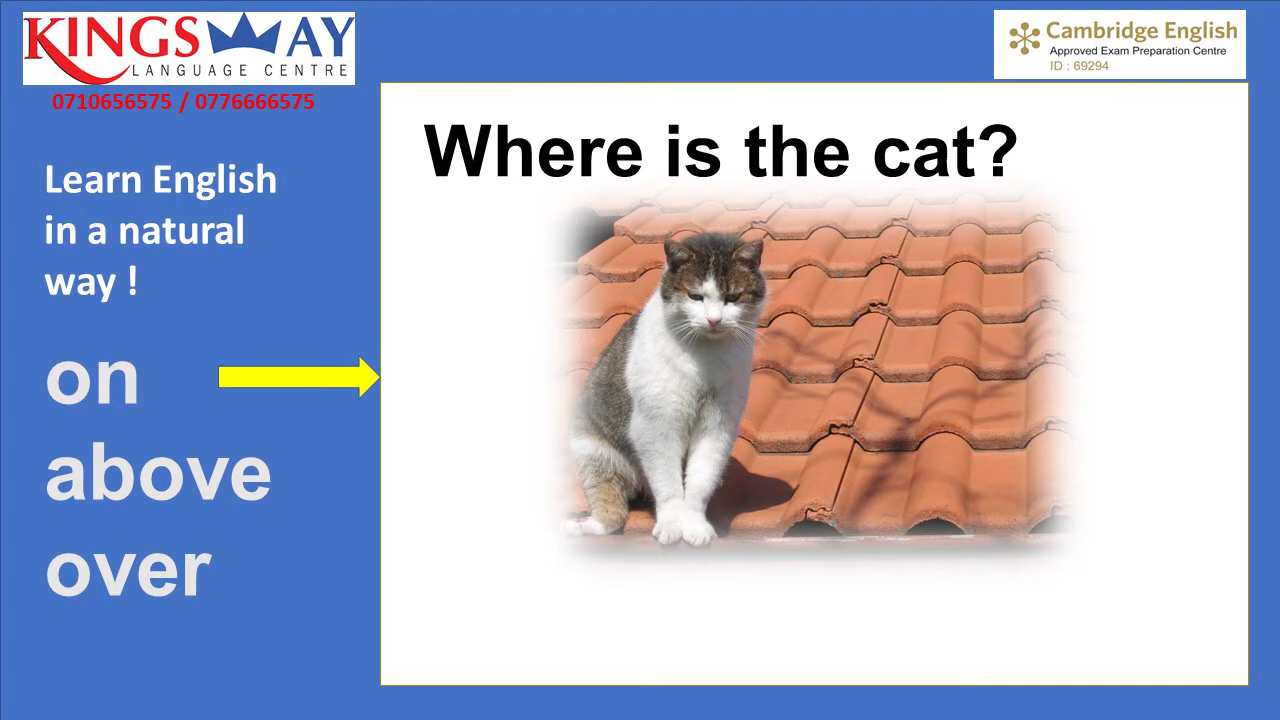 KINGSWAY
LANGUAGE CENTRE
0710656575 / 0776666575
Cambridge English
Approved Exam Preparation Centre
ID : 69294
Learn English
in a natural
way !
on
above
over
Where is the cat?